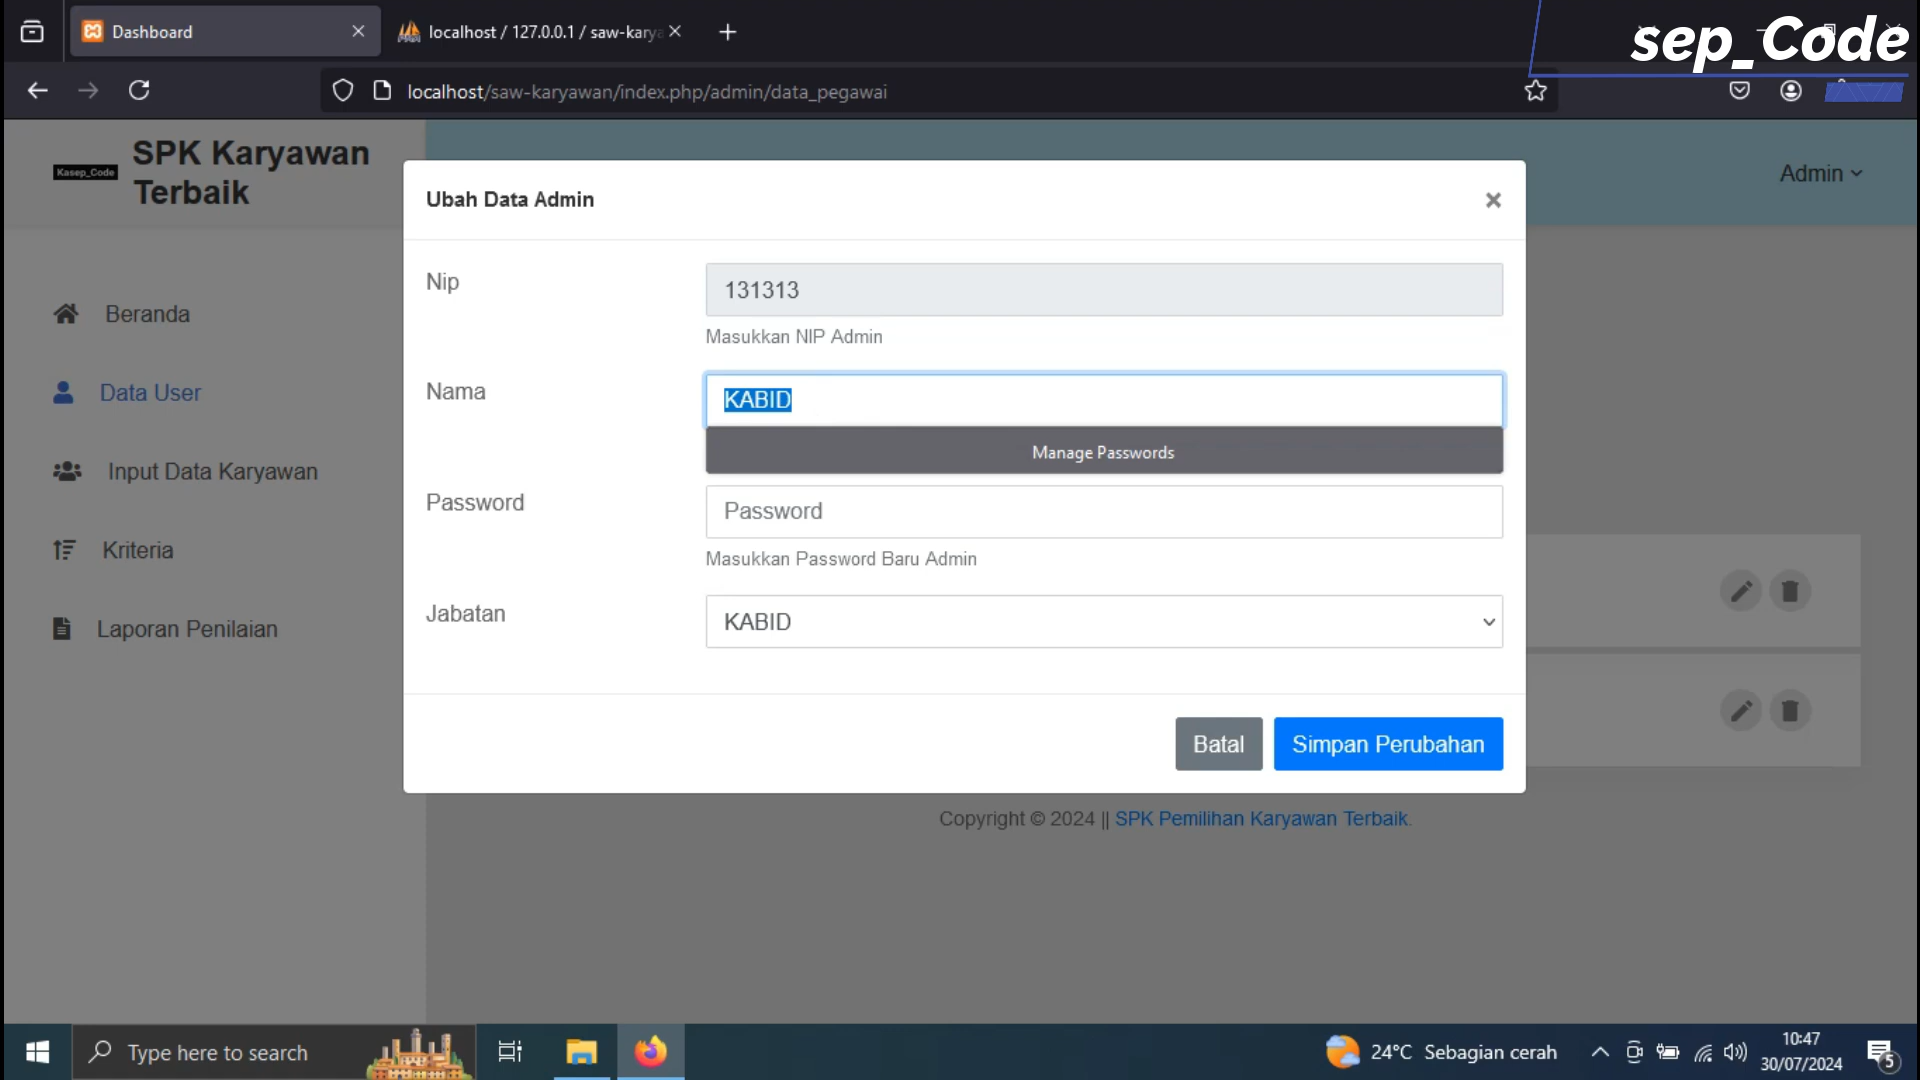 Dashboard
localhost / 127.0.0.1 / saw-karya
sep_Code
localhost/saw-karyawan/index.php/admin/data_pegawai
Kasep_Code
SPK Karyawan
Terbaik
Admin
Beranda
Data User
Input Data Karyawan
Kriteria
Laporan Penilaian
Ubah Data Admin
×
Nip
131313
Masukkan NIP Admin
Nama
KABID
Manage Passwords
Password
Password
Masukkan Password Baru Admin
Jabatan
KABID
Batal
Simpan Perubahan
Copyright © 2024 || SPK Pemilihan Karyawan Terbaik.
Type here to search
24°C Sebagian cerah
10:47
30/07/2024
5